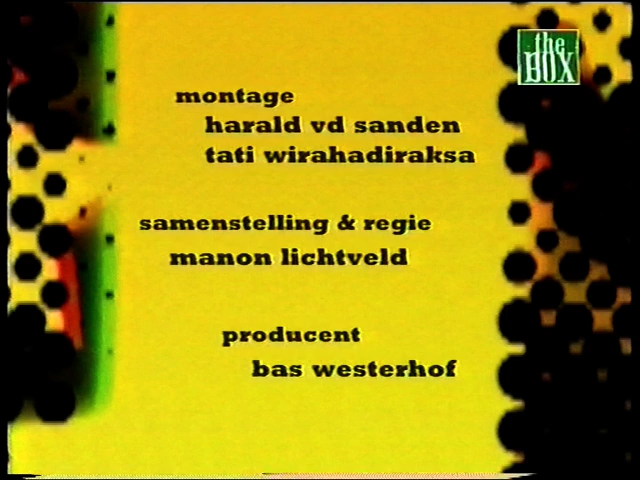 the
BOX
montage
harald vd sanden
tati wirahadiraksa
samenstelling & regie
manon lichtveld
producent
bas westerhof